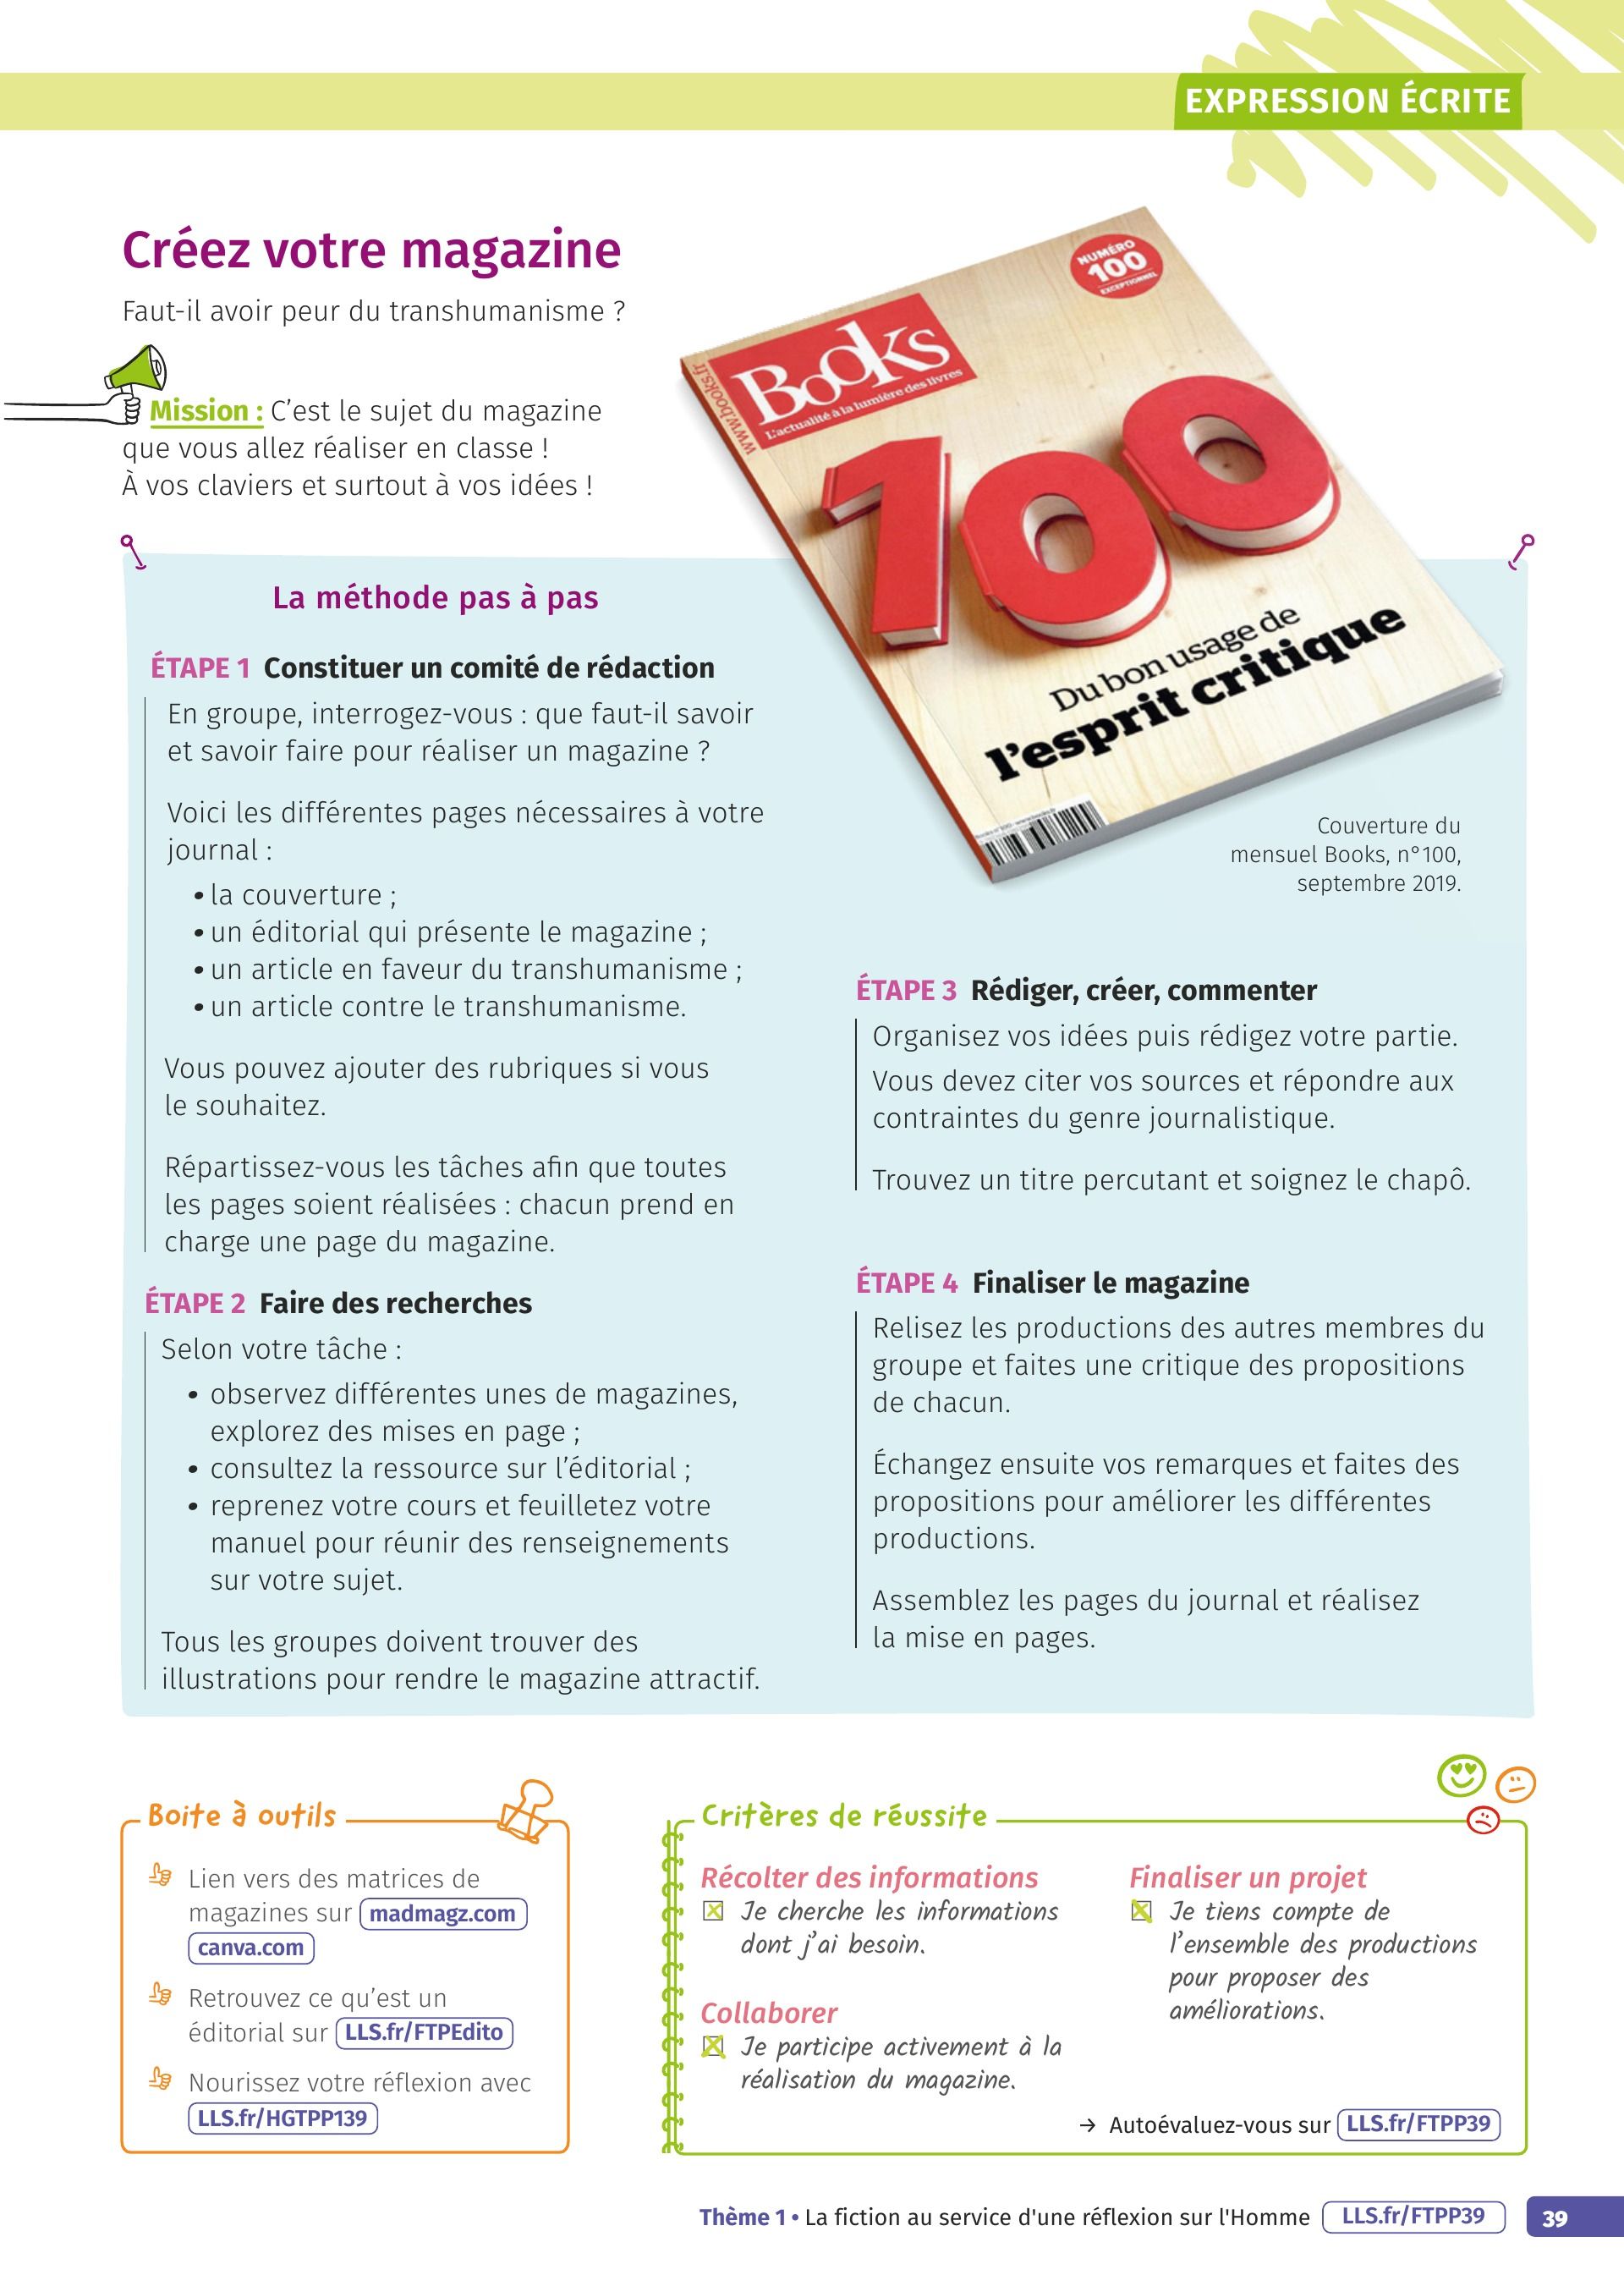 EXPRESSION ÉCRITE
Créez votre magazine
Faut-il avoir peur du transhumanisme ?
Mission : C’est le sujet du magazine
que vous allez réaliser en classe !
À vos claviers et surtout à vos idées !
NUMÉRO
100
EXCEPTIONNEL
www.books.fr
Books
L'actualité à la lumière des livres
100
Du bon usage de
l'esprit critique
Couverture du
mensuel Books, n°100,
septembre 2019.
La méthode pas à pas
ÉTAPE 1 Constituer un comité de rédaction
En groupe, interrogez-vous : que faut-il savoir
et savoir faire pour réaliser un magazine ?
Voici les différentes pages nécessaires à votre
journal :
• la couverture ;
• un éditorial qui présente le magazine ;
• un article en faveur du transhumanisme ;
• un article contre le transhumanisme.
Vous pouvez ajouter des rubriques si vous
le souhaitez.
Répartissez-vous les tâches afin que toutes
les pages soient réalisées : chacun prend en
charge une page du magazine.
ÉTAPE 2 Faire des recherches
Selon votre tâche :
• observez différentes unes de magazines,
explorez des mises en page ;
• consultez la ressource sur l’éditorial ;
• reprenez votre cours et feuilletez votre
manuel pour réunir des renseignements
sur votre sujet.
Tous les groupes doivent trouver des
illustrations pour rendre le magazine attractif.
ÉTAPE 3 Rédiger, créer, commenter
Organisez vos idées puis rédigez votre partie.
Vous devez citer vos sources et répondre aux
contraintes du genre journalistique.
Trouvez un titre percutant et soignez le chapô.
ÉTAPE 4 Finaliser le magazine
Relisez les productions des autres membres du
groupe et faites une critique des propositions
de chacun.
Échangez ensuite vos remarques et faites des
propositions pour améliorer les différentes
productions.
Assemblez les pages du journal et réalisez
la mise en pages.
Boite à outils
Lien vers des matrices de
magazines sur madmagz.com
canva.com
Retrouvez ce qu’est un
éditorial sur LLS.fr/FTPEdito
Nourissez votre réflexion avec
LLS.fr/HGTPP139
Critères de réussite
Récolter des informations
Je cherche les informations
dont j’ai besoin.
Collaborer
Je participe activement à la
réalisation du magazine.
Finaliser un projet
Je tiens compte de
l’ensemble des productions
pour proposer des
améliorations.
→ Autoévaluez-vous sur LLS.fr/FTPP39
Thème 1 • La fiction au service d'une réflexion sur l'Homme LLS.fr/FTPP39 39